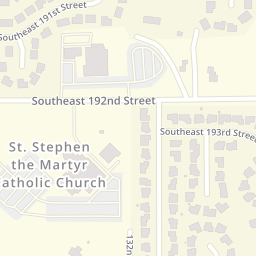 Southeast 191st Street
Southeast 192nd Street
Southeast 193rd Street
St. Stephen
the Martyr
atholic Church
132n